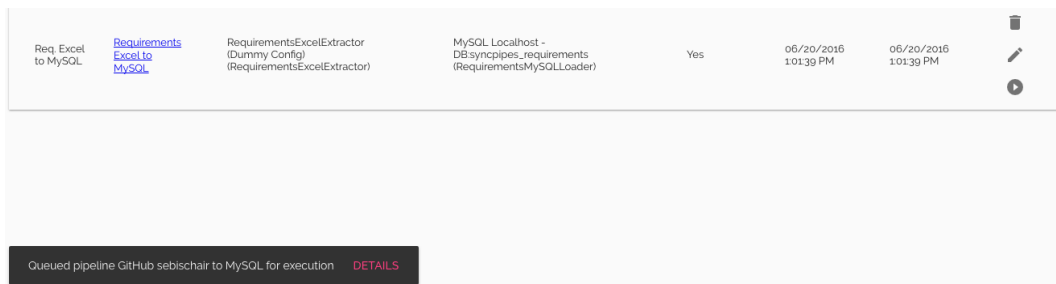 Req. Excel
to MySQL
Requirements
Excel to
MySQL
RequirementsExcelExtractor
(Dummy Config)
(RequirementsExcelExtractor)
MySQL Localhost -
DB:syncpipes_requirements
(RequirementsMySQLLoader)
Yes
06/20/2016
1:01:39 PM
06/20/2016
1:01:39 PM
Queued pipeline GitHub sebischair to MySQL for execution DETAILS